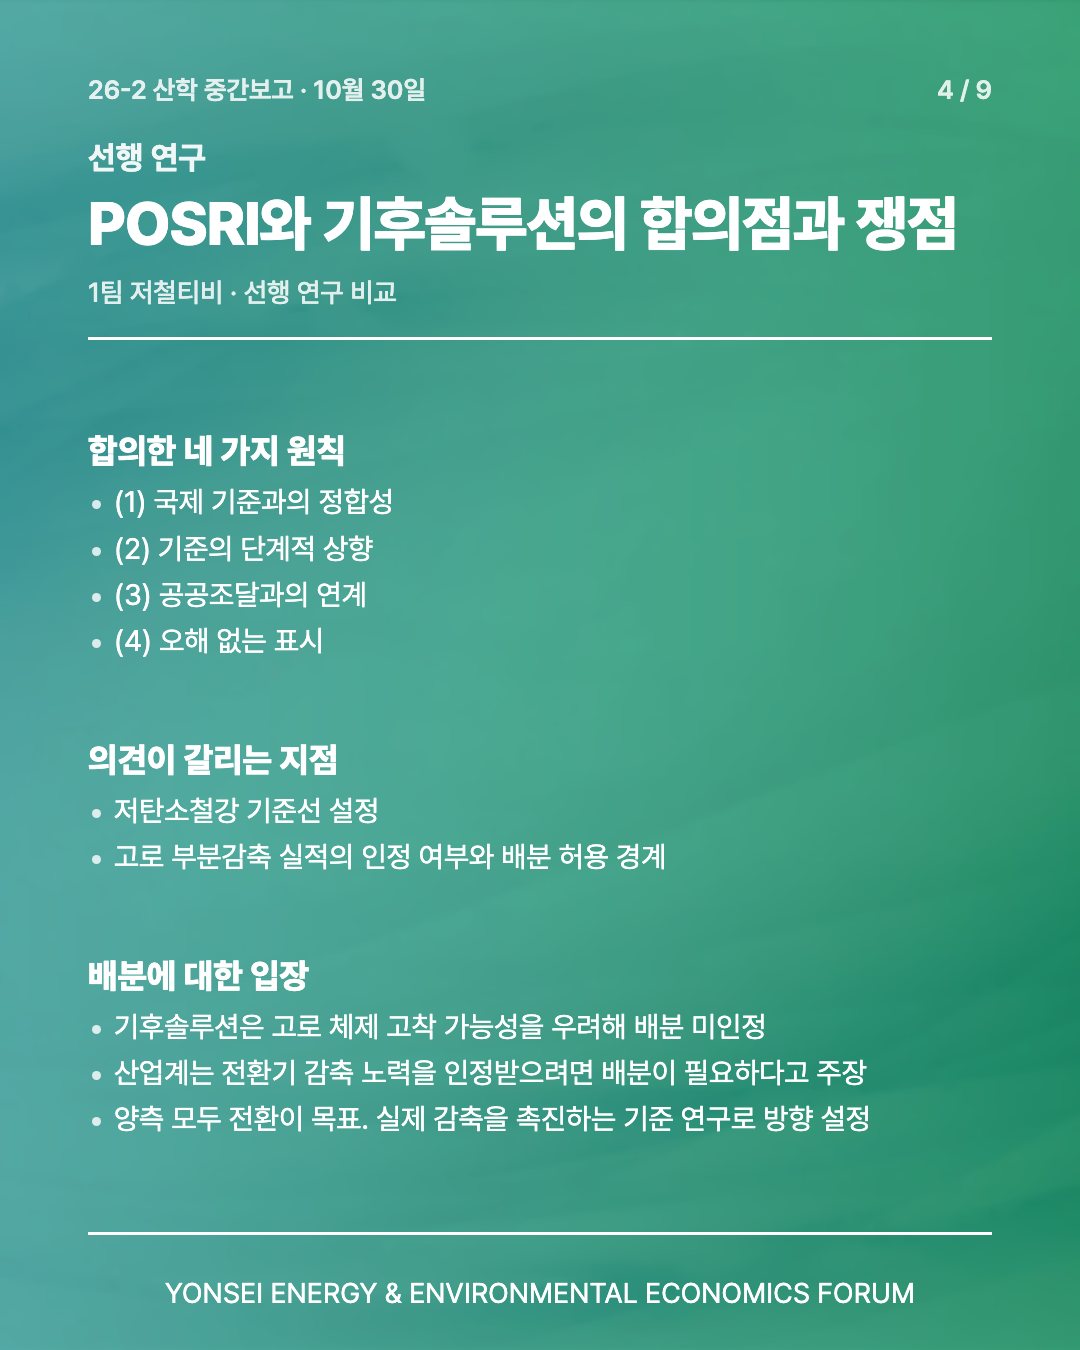 26-2 산학 중간보고 · 10월 30일
4 / 9
선행 연구
POSRI와 기후솔루션의 합의점과 쟁점
1팀 저철티비 · 선행 연구 비교
합의한 네 가지 원칙
• (1) 국제 기준과의 정합성
• (2) 기준의 단계적 상향
• (3) 공공조달과의 연계
• (4) 오해 없는 표시
의견이 갈리는 지점
• 저탄소철강 기준선 설정
• 고로 부분감축 실적의 인정 여부와 배분 허용 경계
배분에 대한 입장
• 기후솔루션은 고로 체제 고착 가능성을 우려해 배분 미인정
• 산업계는 전환기 감축 노력을 인정받으려면 배분이 필요하다고 주장
• 양측 모두 전환이 목표. 실제 감축을 촉진하는 기준 연구로 방향 설정
YONSEI ENERGY & ENVIRONMENTAL ECONOMICS FORUM